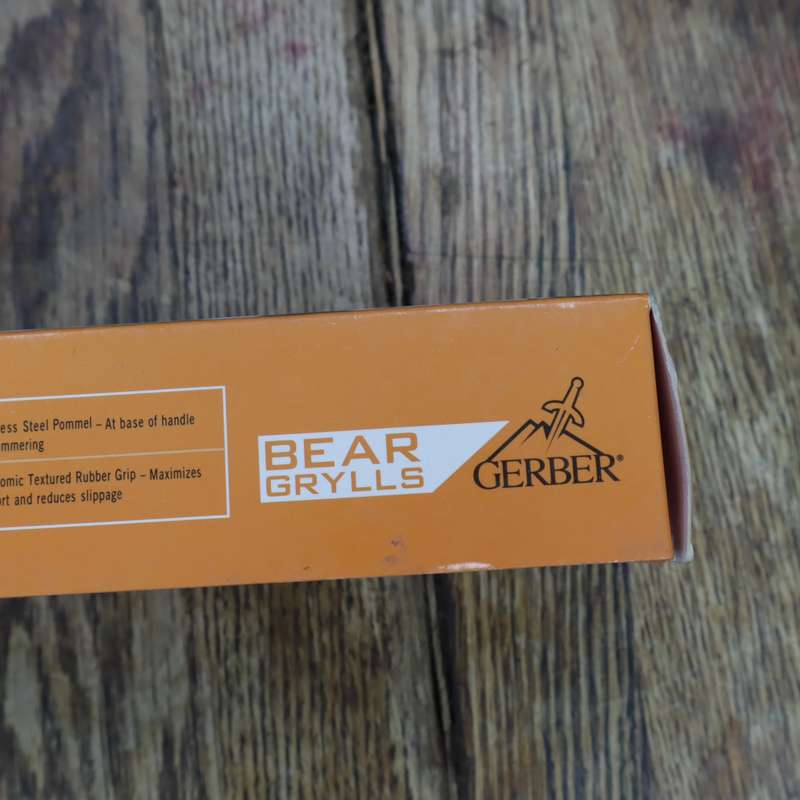 ess Steel Pommel – At base of handle
mmering
omic Textured Rubber Grip – Maximizes
ort and reduces slippage
BEAR
GRYLLS
GERBER®